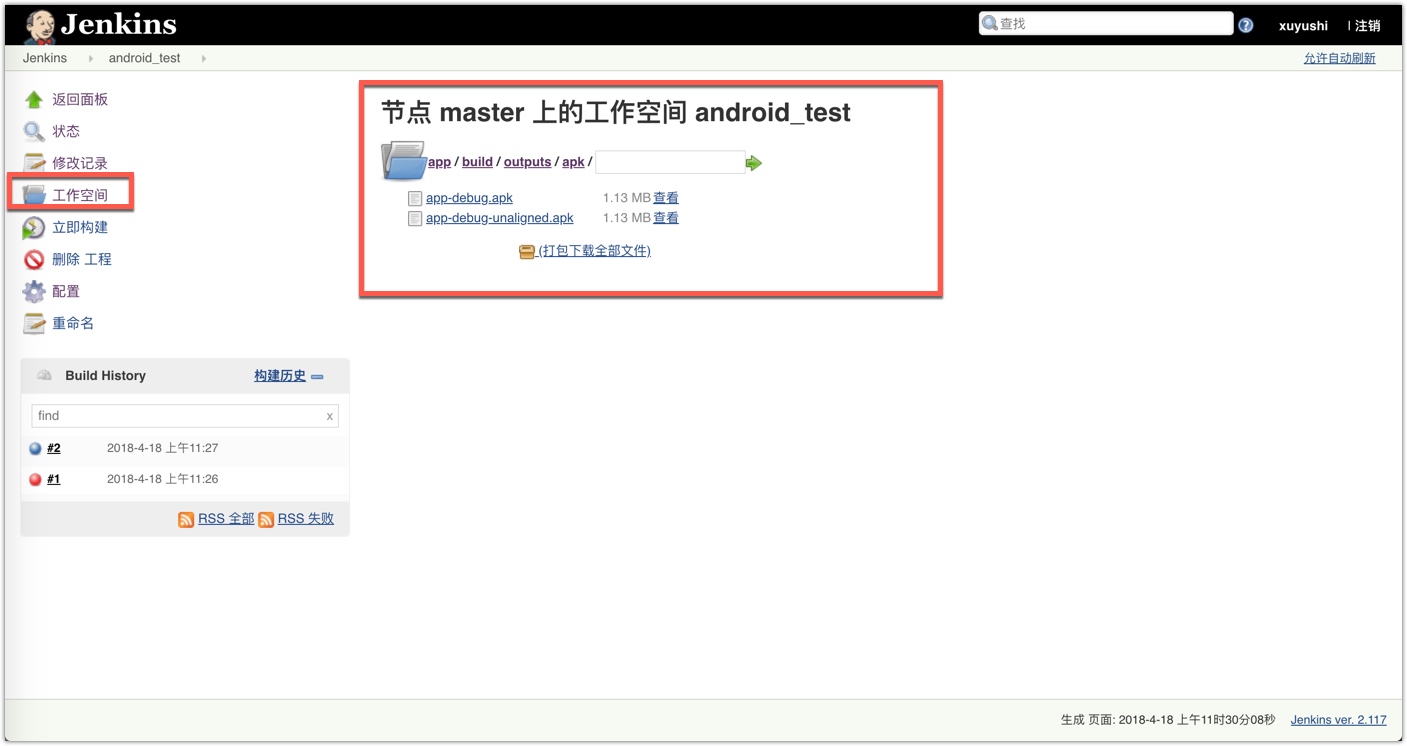 Jenkins
查找
xuyushi
| 注销
Jenkins
android_test
允许自动刷新
返回面板
状态
修改记录
工作空间
立即构建
删除 工程
配置
重命名
节点 master 上的工作空间 android_test
app / build / outputs / apk /
app-debug.apk 1.13 MB 查看
app-debug-unaligned.apk 1.13 MB 查看
(打包下载全部文件)
Build History 构建历史
find x
#2 2018-4-18 上午11:27
#1 2018-4-18 上午11:26
RSS 全部 RSS 失败
生成 页面: 2018-4-18 上午11时30分08秒 Jenkins ver. 2.117